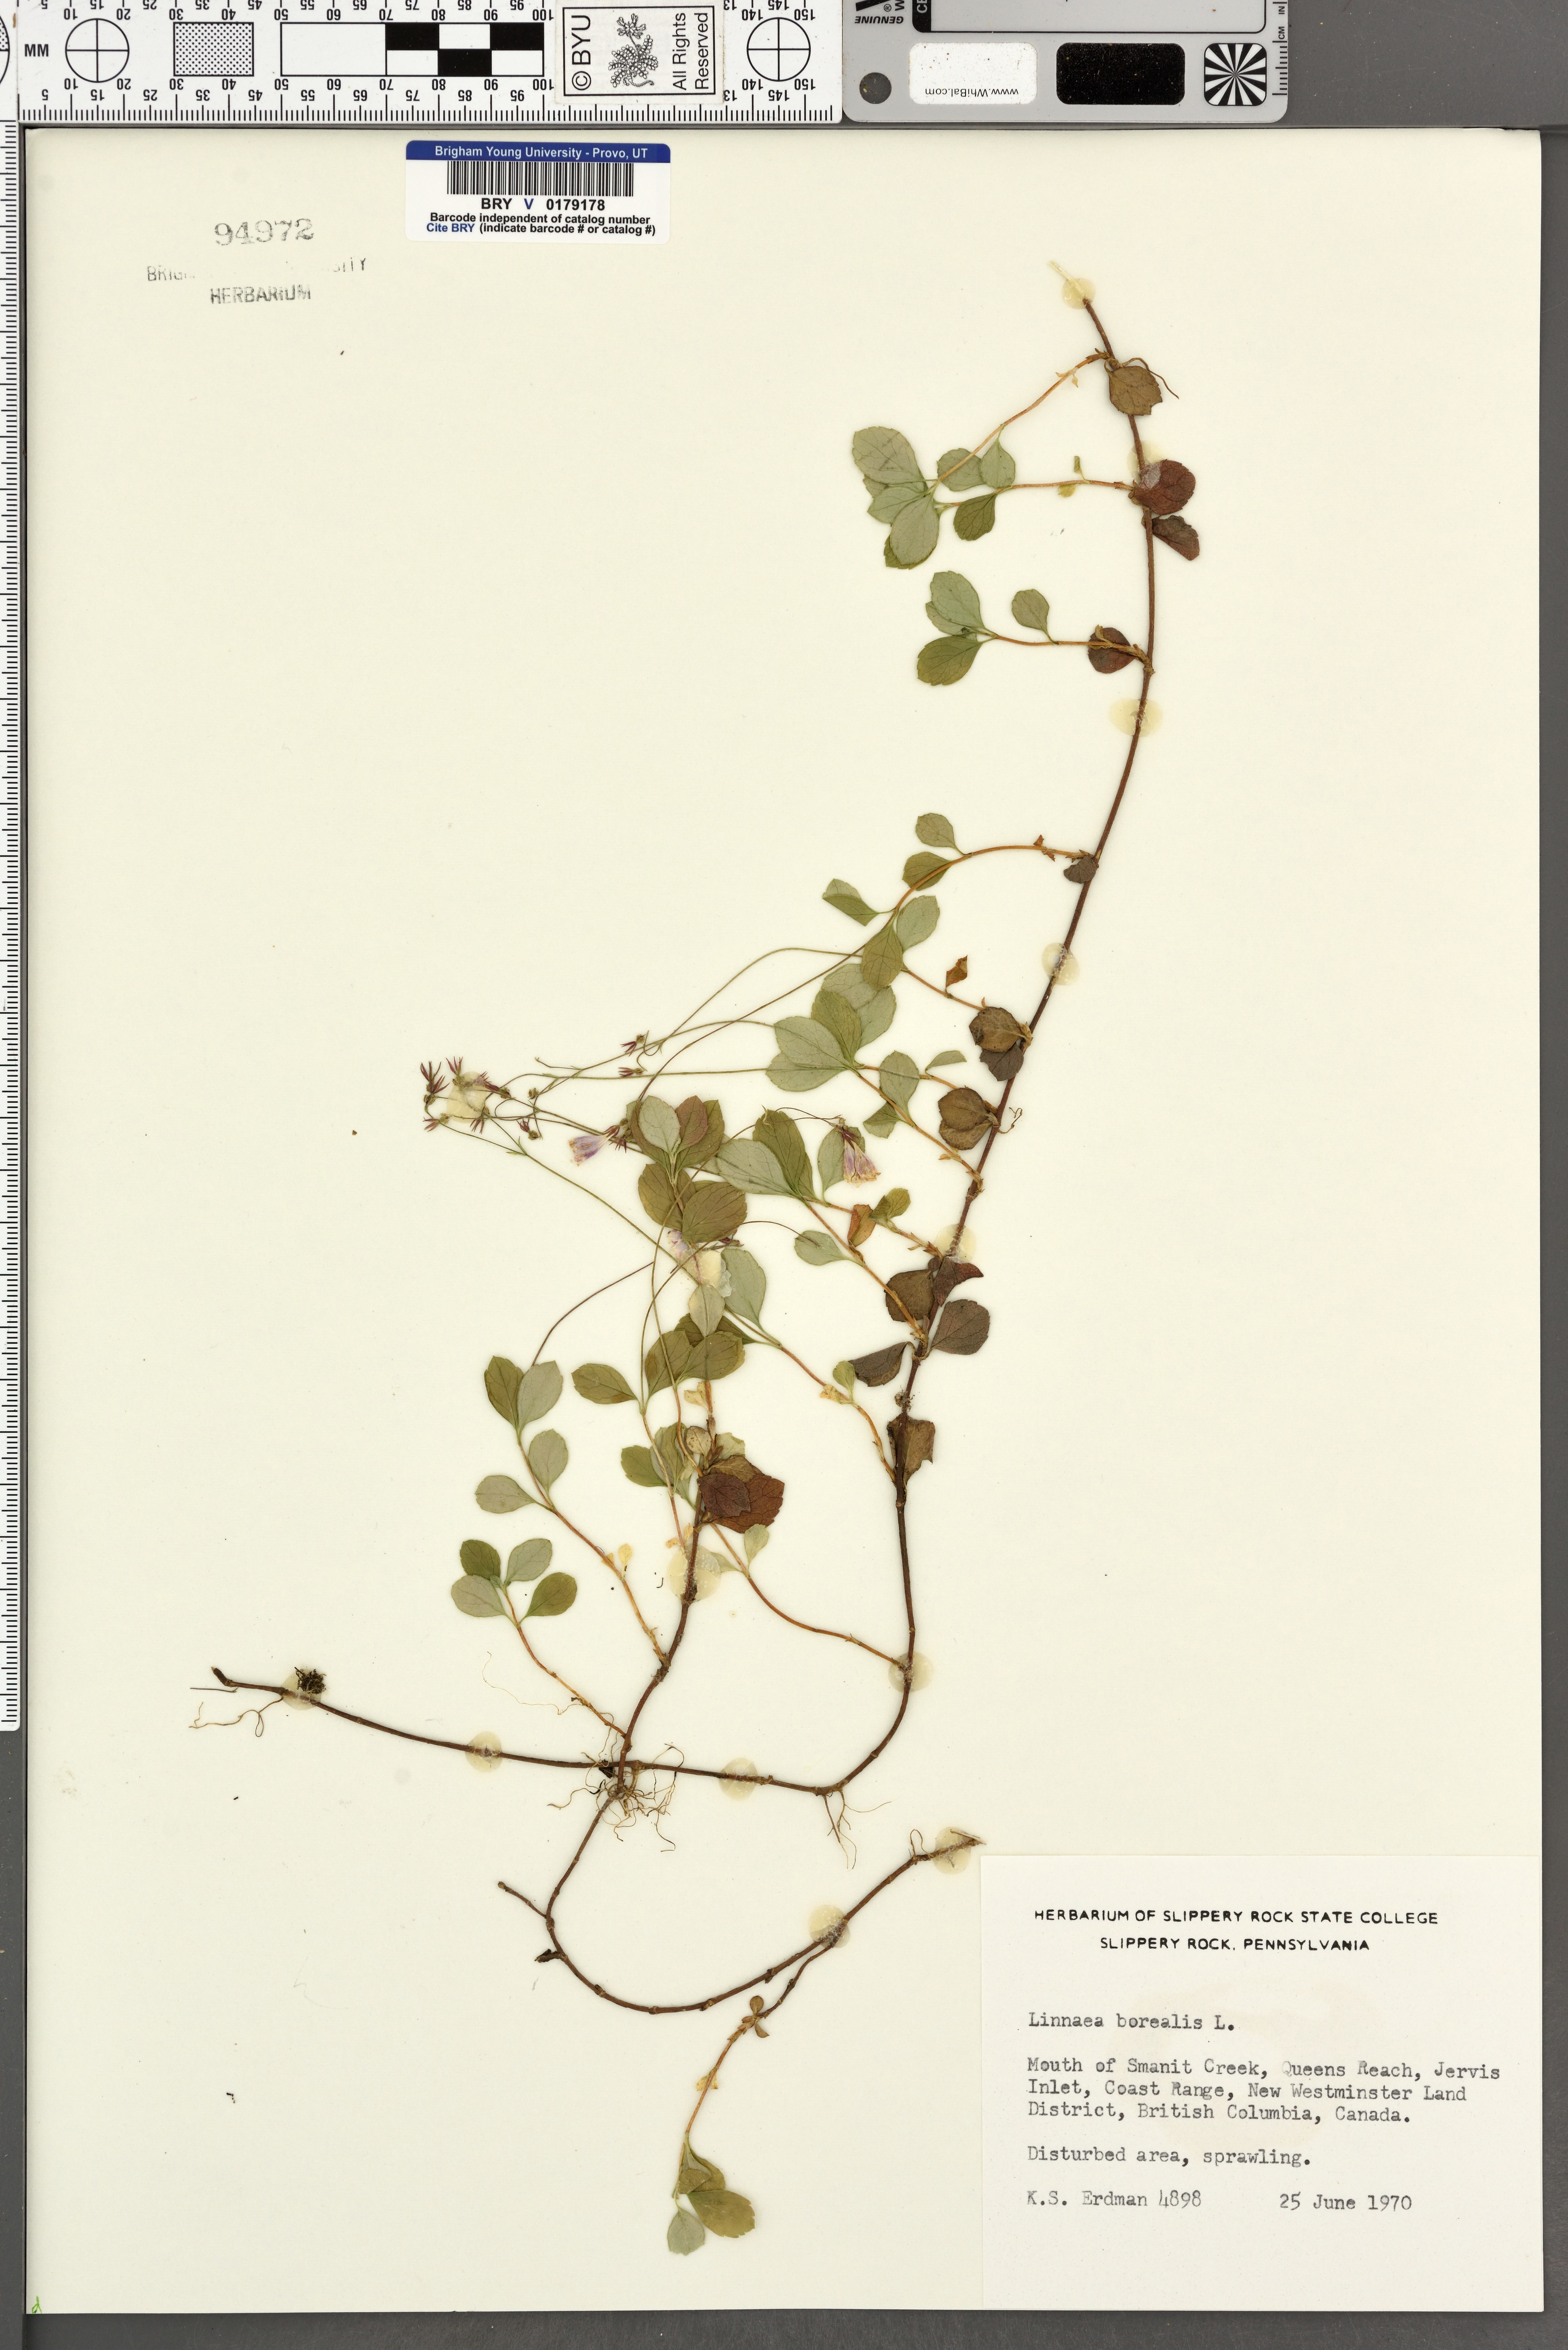 MM
© BYU
All Rights
Reserved
GENUINE
www.WhiBal.com
CM
IN
Brigham Young University - Provo, UT
BRY V 0179178
Barcode independent of catalog number
Cite BRY (indicate barcode # or catalog #)
94972
HERBARIUM
HERBARIUM OF SLIPPERY ROCK STATE COLLEGE
SLIPPERY ROCK, PENNSYLVANIA
Linnaea borealis L.
Mouth of Smanit Creek, Queens Reach, Jervis
Inlet, Coast Range, New Westminster Land
District, British Columbia, Canada.
Disturbed area, sprawling.
K.S. Erdman 4898 25 June 1970